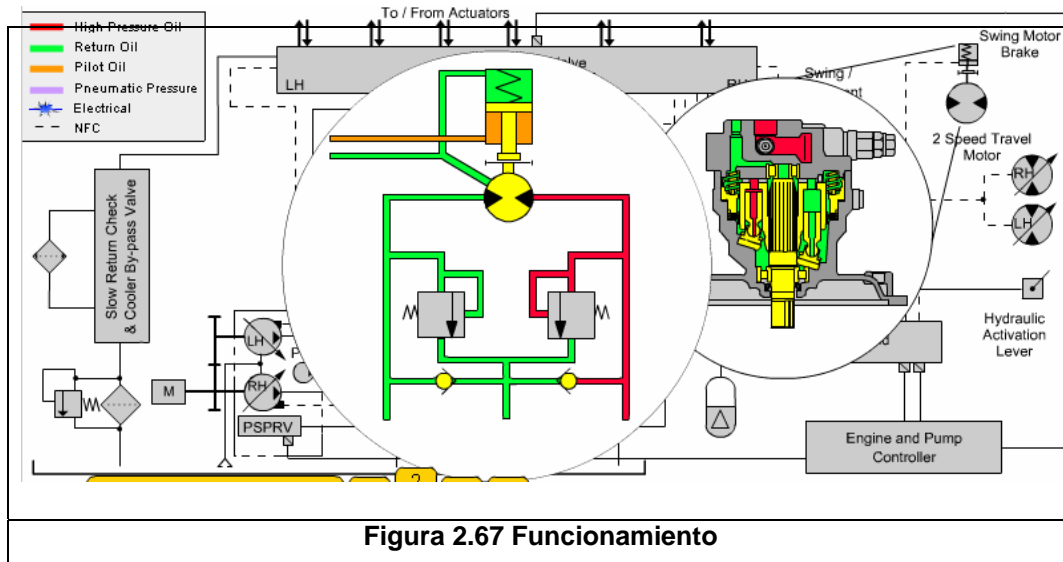 To / From Actuators
High Pressure Oil
Return Oil
Pilot Oil
Pneumatic Pressure
Electrical
NFC
LH
Swing /
Swing Motor
Brake
2 Speed Travel
Motor
RH
LH
Slow Return Check
& Cooler By-pass Valve
LH
RH
M
PSPRV
Hydraulic
Activation
Lever
Engine and Pump
Controller
2
Figura 2.67 Funcionamiento